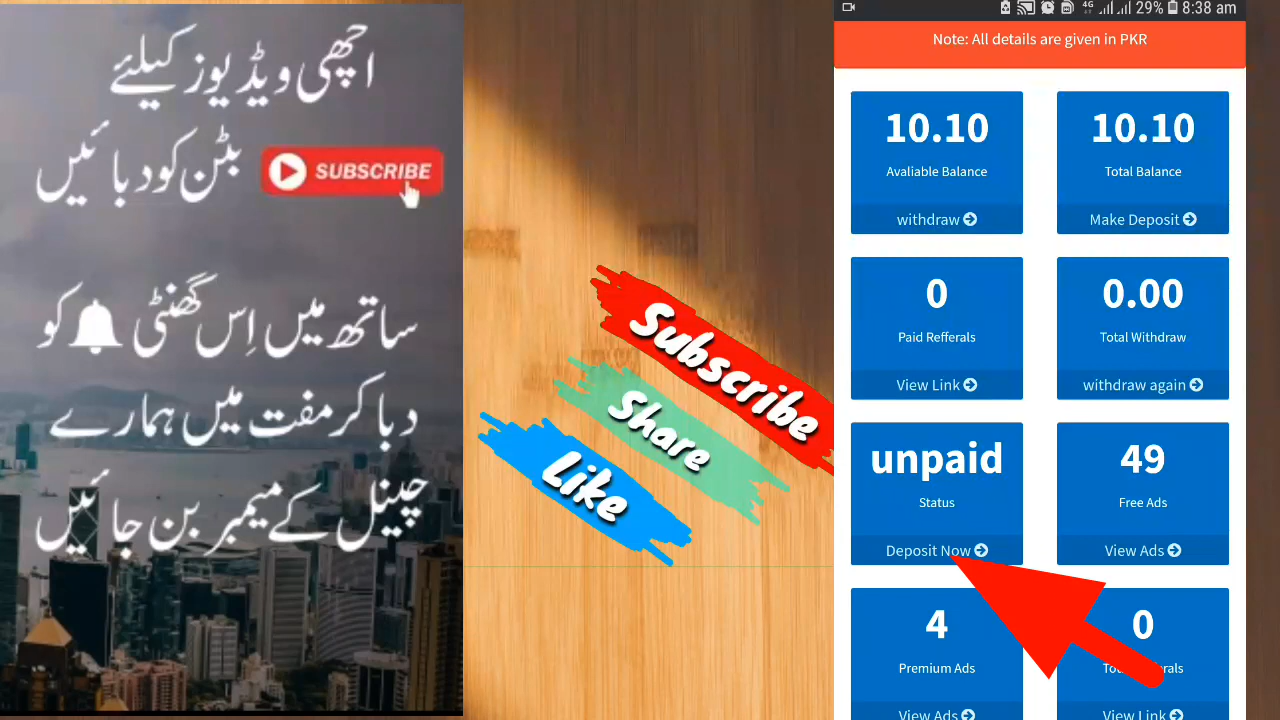 اچھی ویڈیوز کیلئے
SUBSCRIBE بٹن کو دبائیں
ساتھ میں اِس گھنٹی کو
دبا کر مفت میں ہمارے
چینل کے میمبر بن جائیں
Subscribe
Share
Like
4G 29% 8:38 am
Note: All details are given in PKR
10.10
Avaliable Balance
withdraw
10.10
Total Balance
Make Deposit
0
Paid Refferals
View Link
0.00
Total Withdraw
withdraw again
unpaid
Status
Deposit Now
49
Free Ads
View Ads
4
Premium Ads
View Ads
0
View Link